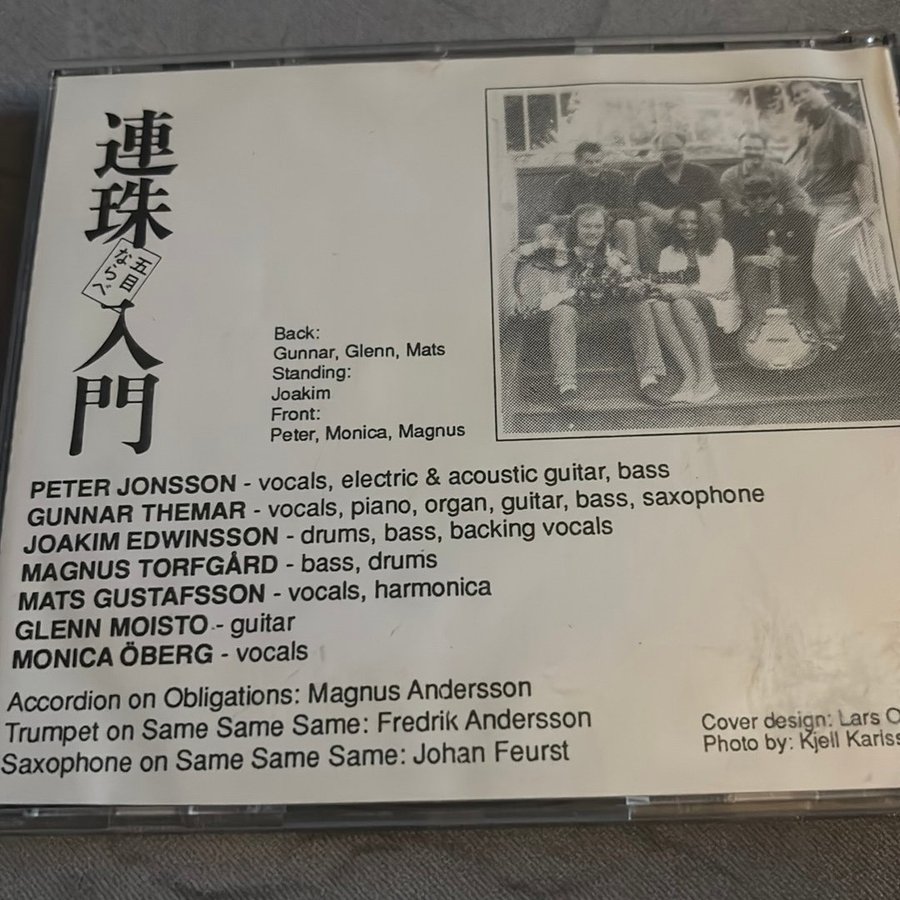 連珠
五目
ならべ
入門
Back:
Gunnar, Glenn, Mats
Standing:
Joakim
Front:
Peter, Monica, Magnus
PETER JONSSON - vocals, electric & acoustic guitar, bass
GUNNAR THEMAR - vocals, piano, organ, guitar, bass, saxophone
JOAKIM EDWINSSON - drums, bass, backing vocals
MAGNUS TORFGÅRD - bass, drums
MATS GUSTAFSSON - vocals, harmonica
GLENN MOISTO - guitar
MONICA ÖBERG - vocals
Accordion on Obligations: Magnus Andersson
Trumpet on Same Same Same: Fredrik Andersson
Saxophone on Same Same Same: Johan Feurst
Cover design: Lars
Photo by: Kjell